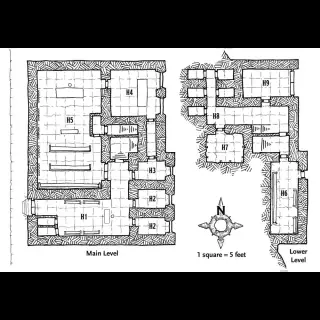 H4
H9
H5
H8
H7
H3
H6
H2
H1
H2
Main Level
1 square = 5 feet
Lower
Level